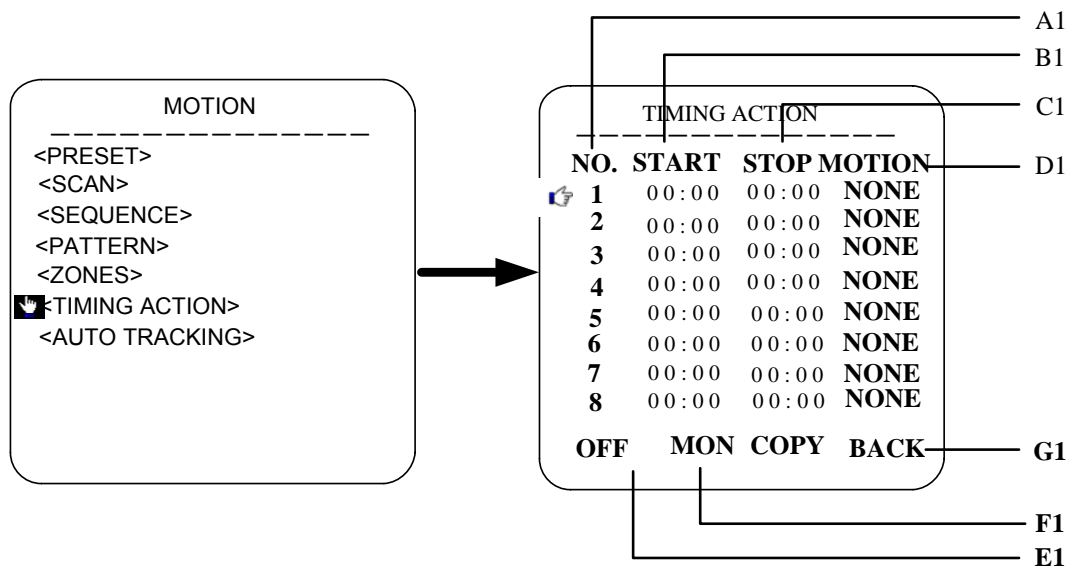 MOTION
<PRESET>
<SCAN>
<SEQUENCE>
<PATTERN>
<ZONES>
<TIMING ACTION>
<AUTO TRACKING>
TIMING ACTION
NO. START STOP MOTION
1 00:00 00:00 NONE
2 00:00 00:00 NONE
3 00:00 00:00 NONE
4 00:00 00:00 NONE
5 00:00 00:00 NONE
6 00:00 00:00 NONE
7 00:00 00:00 NONE
8 00:00 00:00 NONE
OFF MON COPY BACK
A1
B1
C1
D1
G1
F1
E1